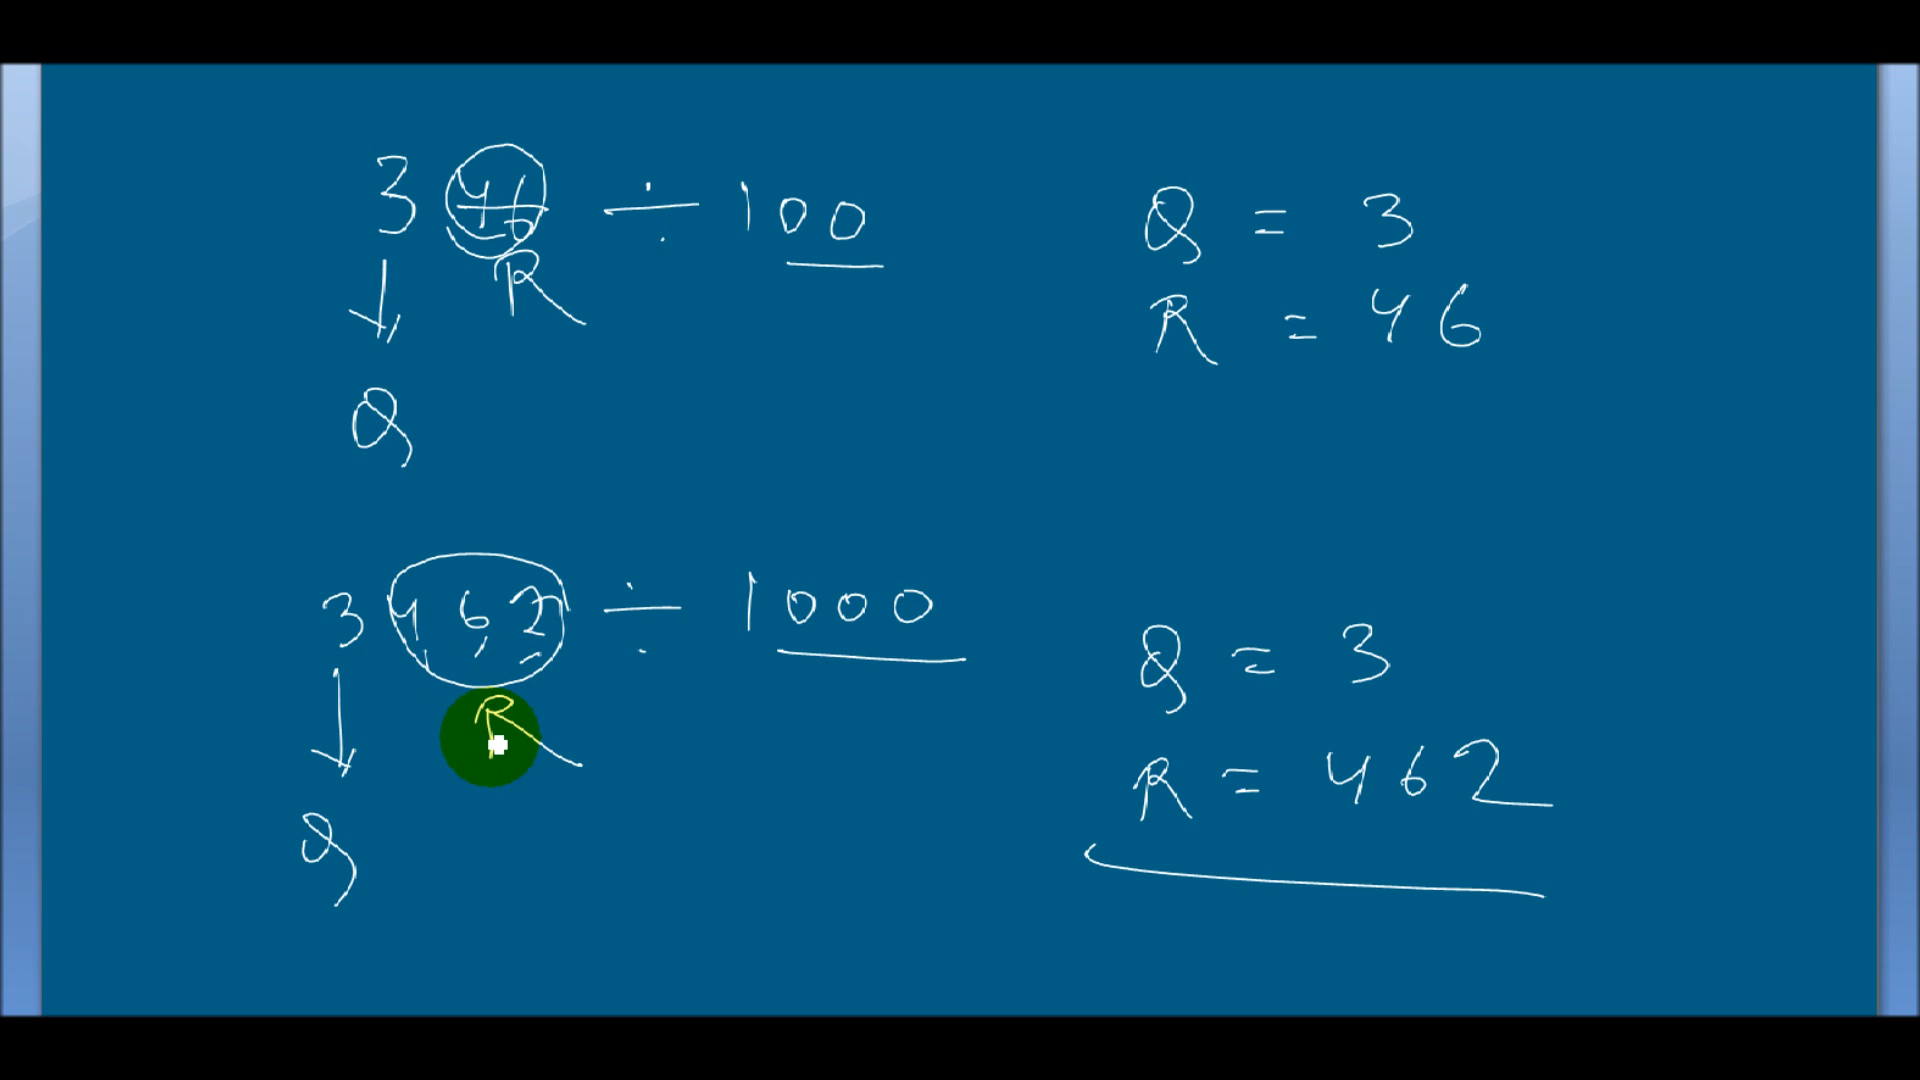 346 ÷ 100
R
Q
Q = 3
R = 46
3462 ÷ 1000
R
Q
Q = 3
R = 462